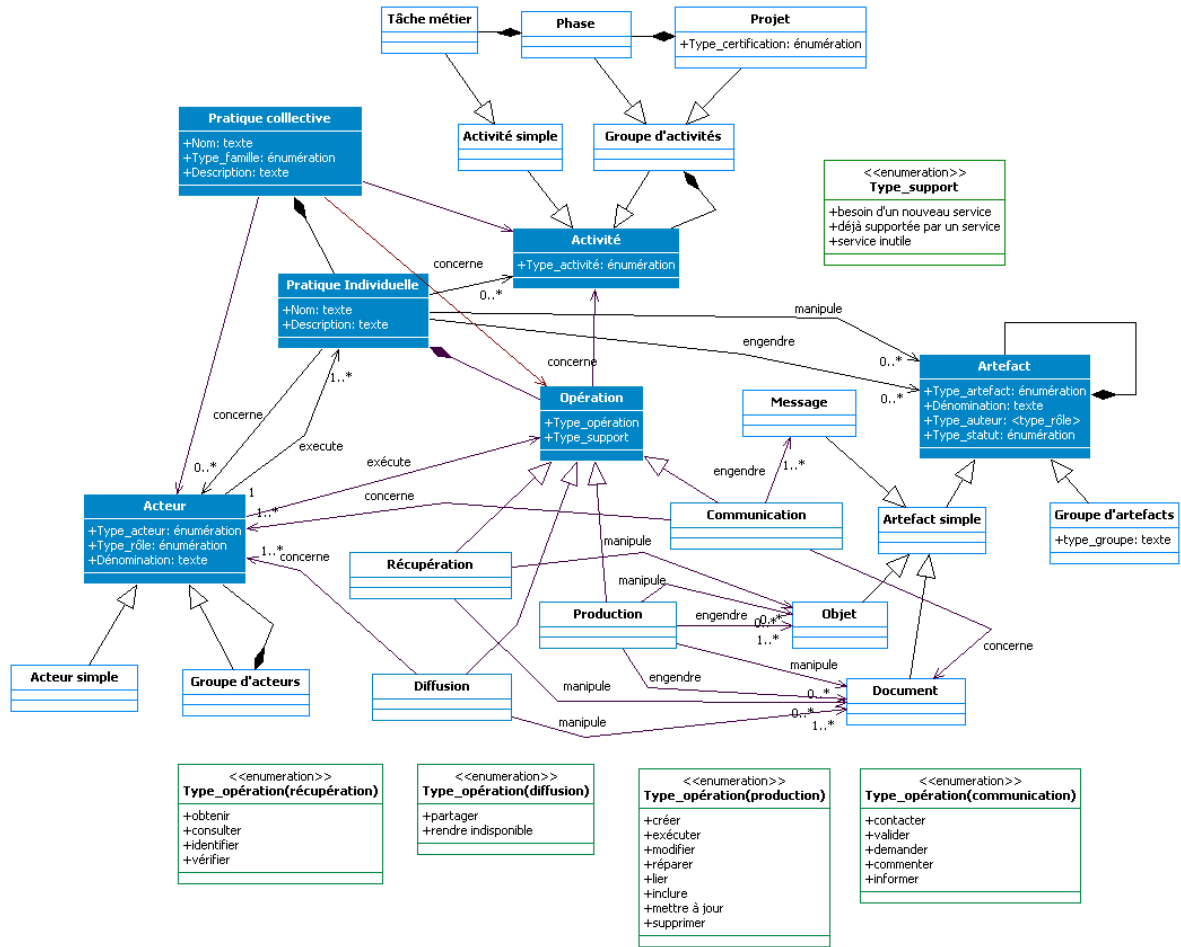 Tâche métier
Phase
Projet
+Type_certification: énumération
Pratique colllective
+Nom: texte
+Type_famille: énumération
+Description: texte
Activité simple
Groupe d'activités
<<enumeration>>
Type_support
+besoin d'un nouveau service
+déjà supportée par un service
+service inutile
Activité
+Type_activité: énumération
concerne
0..*
Pratique Individuelle
+Nom: texte
+Description: texte
manipule
engendre
0..*
0..*
Artefact
+Type_artefact: énumération
+Dénomination: texte
+Type_auteur: <type_rôle>
+Type_statut: énumération
concerne
1..*
concerne
execute
0..*
Opération
+Type_opération
+Type_support
Message
engendre
1..*
exécute
1
1..*
concerne
Acteur
+Type_acteur: énumération
+Type_rôle: énumération
+Dénomination: texte
Communication
Artefact simple
Groupe d'artefacts
+type_groupe: texte
1..*
concerne
Récupération
manipule
manipule
Production
engendre
0..*
0..*
1..*
Objet
concerne
manipule
engendre
Acteur simple
Groupe d'acteurs
Diffusion
manipule
manipule
Document
0..*
0..*
1..*
<<enumeration>>
Type_opération(récupération)
+obtenir
+consulter
+identifier
+vérifier
<<enumeration>>
Type_opération(diffusion)
+partager
+rendre indisponible
<<enumeration>>
Type_opération(production)
+créer
+exécuter
+modifier
+réparer
+lier
+inclure
+mettre à jour
+supprimer
<<enumeration>>
Type_opération(communication)
+contacter
+valider
+demander
+commenter
+informer